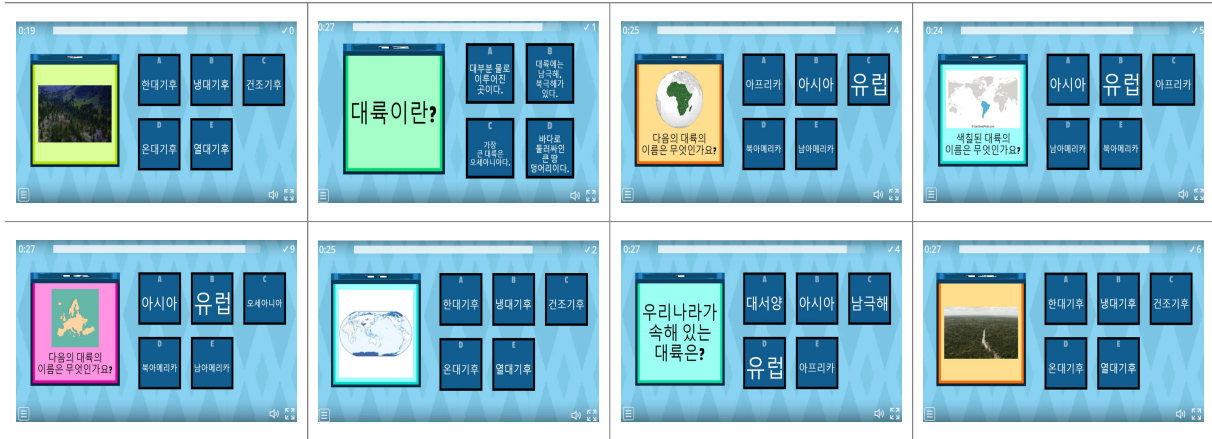 0:19
✓0
A
한대기후
B
냉대기후
C
건조기후
D
온대기후
E
열대기후
0:27
✓1
대륙이란?
A
대부분 물로
이루어진
곳이다.
B
대륙에는
남극해,
북극해가
있다.
C
가장
큰 대륙은
오세아니아다.
D
바다로
둘러싸인
큰 땅
덩어리이다.
0:25
✓4
다음의 대륙의
이름은 무엇인가요?
A
아프리카
B
아시아
C
유럽
D
북아메리카
E
남아메리카
0:24
✓5
색칠된 대륙의
이름은 무엇인가요?
A
아시아
B
유럽
C
아프리카
D
남아메리카
E
북아메리카
0:27
✓9
다음의 대륙의
이름은 무엇인가요?
A
아시아
B
유럽
C
오세아니아
D
북아메리카
E
남아메리카
0:25
✓2
A
한대기후
B
냉대기후
C
건조기후
D
온대기후
E
열대기후
0:27
✓4
우리나라가
속해 있는
대륙은?
A
대서양
B
아시아
C
남극해
D
유럽
E
아프리카
0:27
✓6
A
한대기후
B
냉대기후
C
건조기후
D
온대기후
E
열대기후